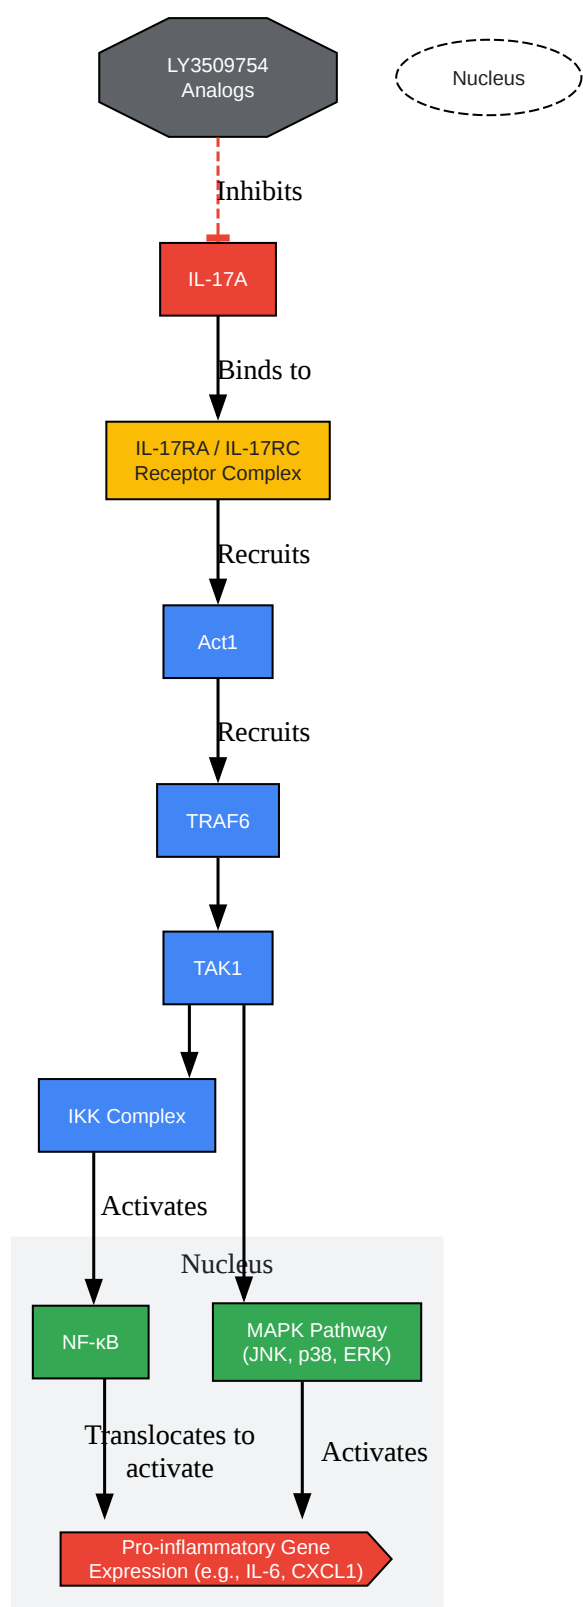 LY3509754
Analogs
Nucleus
Inhibits
IL-17A
Binds to
IL-17RA / IL-17RC
Receptor Complex
Recruits
Act1
Recruits
TRAF6
TAK1
IKK Complex
Activates
Nucleus
NF-κB
MAPK Pathway
(JNK, p38, ERK)
Translocates to
activate
Activates
Pro-inflammatory Gene
Expression (e.g., IL-6, CXCL1)